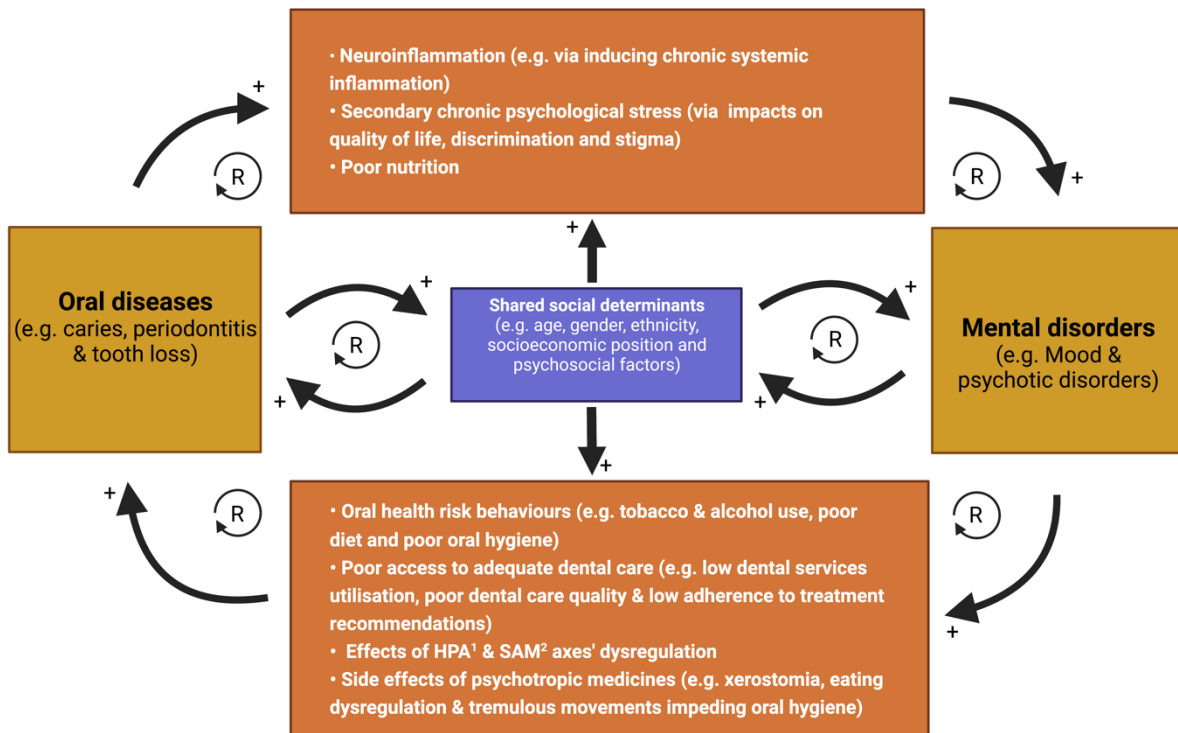 · Neuroinflammation (e.g. via inducing chronic systemic
inflammation)
• Secondary chronic psychological stress (via impacts on
quality of life, discrimination and stigma)
• Poor nutrition
+
+
R
R
+
Oral diseases
(e.g. caries, periodontitis
& tooth loss)
+
R
+
Shared social determinants
(e.g. age, gender, ethnicity,
socioeconomic position and
psychosocial factors)
+
R
+
Mental disorders
(e.g. Mood &
psychotic disorders)
+
+
R
R
+
• Oral health risk behaviours (e.g. tobacco & alcohol use, poor
diet and poor oral hygiene)
• Poor access to adequate dental care (e.g. low dental services
utilisation, poor dental care quality & low adherence to treatment
recommendations)
• Effects of HPA¹ & SAM² axes' dysregulation
• Side effects of psychotropic medicines (e.g. xerostomia, eating
dysregulation & tremulous movements impeding oral hygiene)